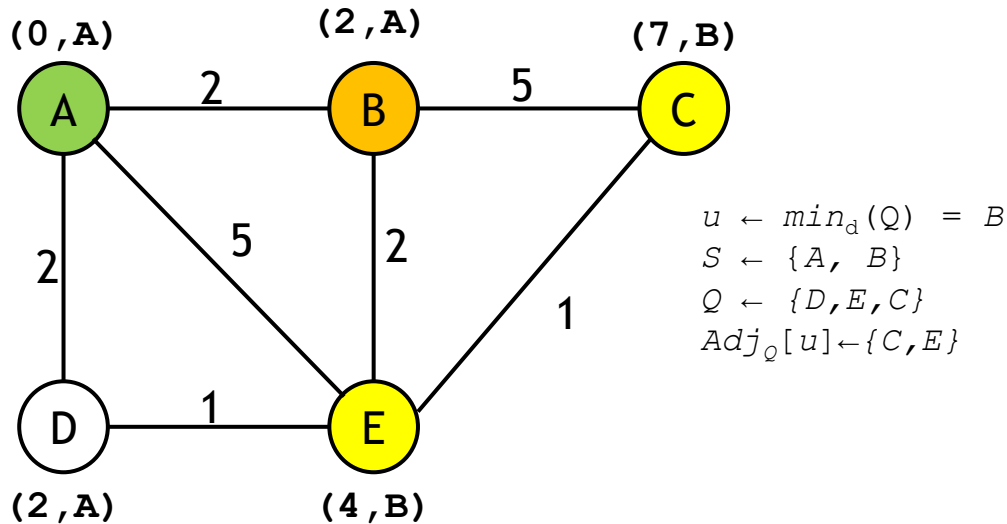 (0,A)
(2,A)
(7,B)
A
2
B
5
C
2
5
2
1
u ← min_d(Q) = B
S ← {A, B}
Q ← {D,E,C}
Adj_Q[u]←{C,E}
D
1
E
(2,A)
(4,B)